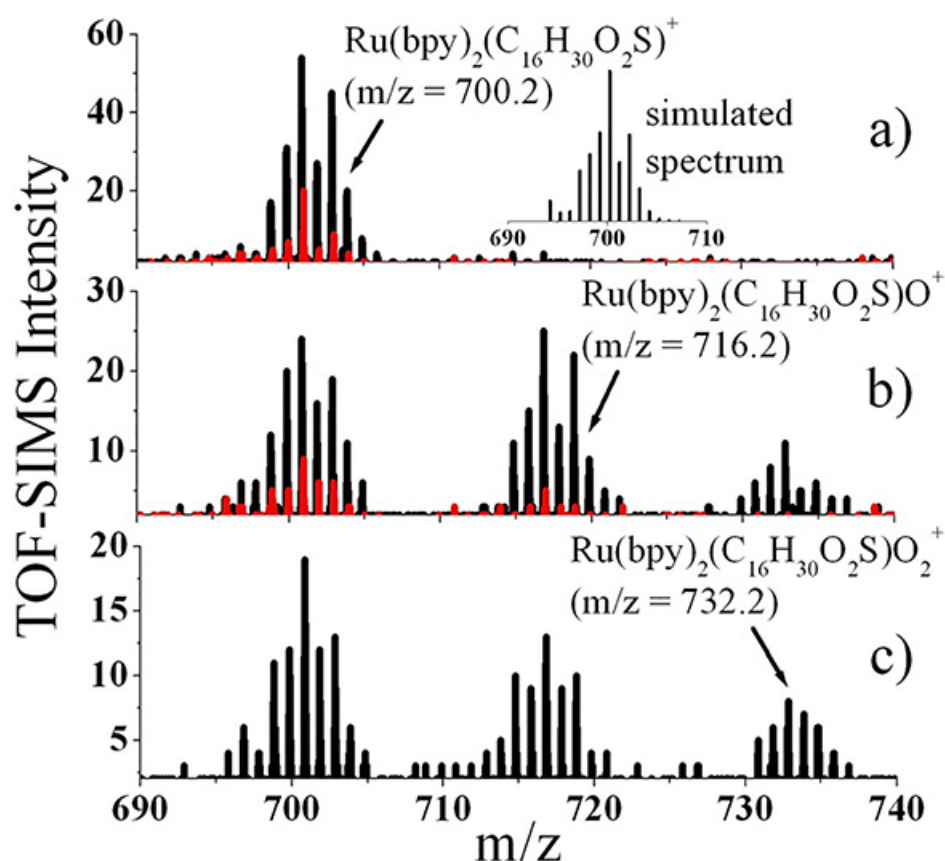 TOF-SIMS Intensity
60
40
20
Ru(bpy)₂(C₁₆H₃₀O₂S)⁺
(m/z = 700.2)
simulated
spectrum
690 700 710
a)
30
20
10
Ru(bpy)₂(C₁₆H₃₀O₂S)O⁺
(m/z = 716.2)
b)
20
15
10
5
Ru(bpy)₂(C₁₆H₃₀O₂S)O₂⁺
(m/z = 732.2)
c)
690 700 710 720 730 740
m/z